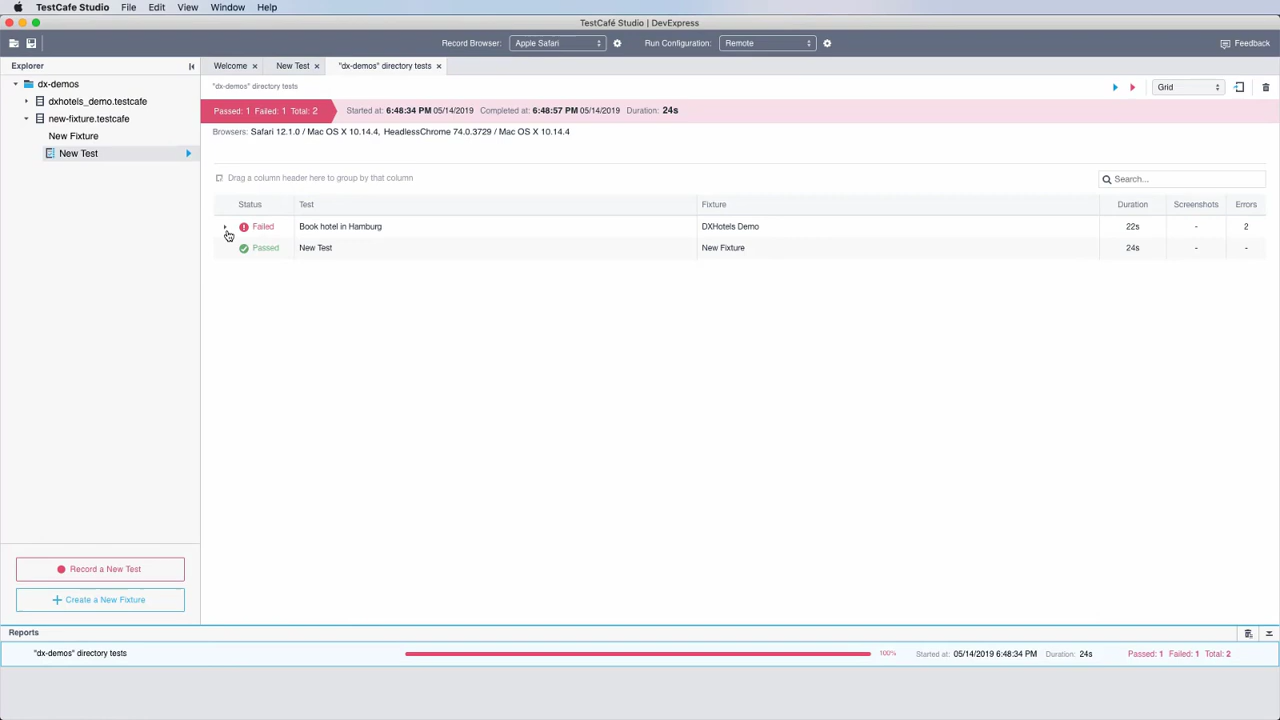 TestCafe Studio File Edit View Window Help
TestCafé Studio | DevExpress
Record Browser: Apple Safari Run Configuration: Remote Feedback
Explorer
Welcome New Test "dx-demos" directory tests
dx-demos
dxhotels_demo.testcafe
new-fixture.testcafe
New Fixture
New Test
"dx-demos" directory tests Grid
Passed: 1 Failed: 1 Total: 2 Started at: 6:48:34 PM 05/14/2019 Completed at: 6:48:57 PM 05/14/2019 Duration: 24s
Browsers: Safari 12.1.0 / Mac OS X 10.14.4, HeadlessChrome 74.0.3729 / Mac OS X 10.14.4
Drag a column header here to group by that column Search...
Status Test Fixture Duration Screenshots Errors
Failed Book hotel in Hamburg DXHotels Demo 22s - 2
Passed New Test New Fixture 24s - -
Record a New Test
Create a New Fixture
Reports
"dx-demos" directory tests 100% Started at: 05/14/2019 6:48:34 PM Duration: 24s Passed: 1 Failed: 1 Total: 2